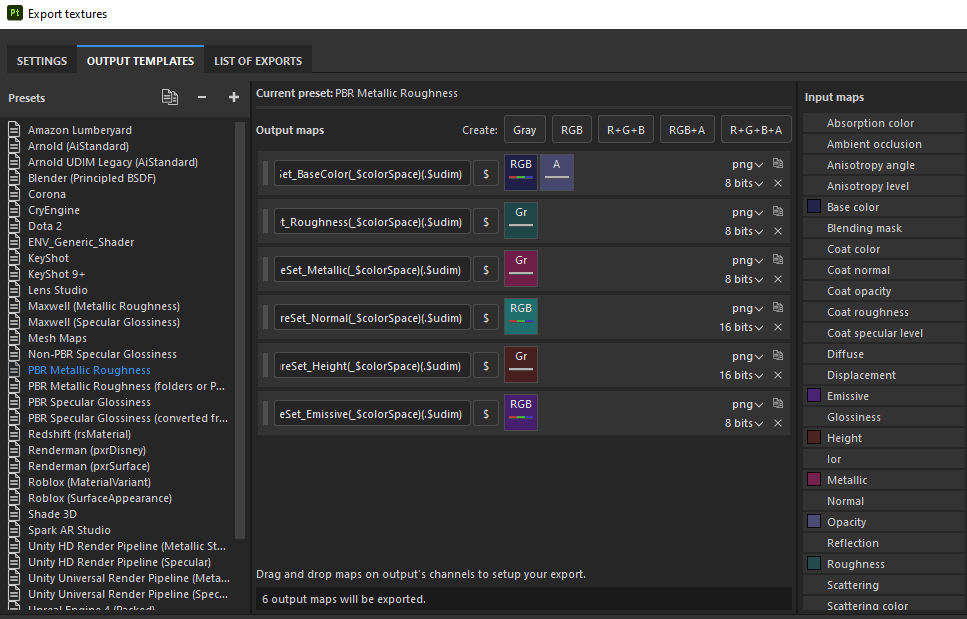 Pt Export textures
SETTINGS OUTPUT TEMPLATES LIST OF EXPORTS
Presets
Amazon Lumberyard
Arnold (AiStandard)
Arnold UDIM Legacy (AiStandard)
Blender (Principled BSDF)
Corona
CryEngine
Dota 2
ENV_Generic_Shader
KeyShot
KeyShot 9+
Lens Studio
Maxwell (Metallic Roughness)
Maxwell (Specular Glossiness)
Mesh Maps
Non-PBR Specular Glossiness
PBR Metallic Roughness
PBR Metallic Roughness (folders or P...
PBR Specular Glossiness
PBR Specular Glossiness (converted fr...
Redshift (rsMaterial)
Renderman (pxrDisney)
Renderman (pxrSurface)
Roblox (MaterialVariant)
Roblox (SurfaceAppearance)
Shade 3D
Spark AR Studio
Unity HD Render Pipeline (Metallic St...
Unity HD Render Pipeline (Specular)
Unity Universal Render Pipeline (Meta...
Unity Universal Render Pipeline (Spec...
Unreal Engine 4 (Packed)
Current preset: PBR Metallic Roughness
Output maps Create: Gray RGB R+G+B RGB+A R+G+B+A
Set_BaseColor(_$colorSpace)(.$udim) $ RGB A png
8 bits
t_Roughness(_$colorSpace)(.$udim) $ Gr png
8 bits
eSet_Metallic(_$colorSpace)(.$udim) $ Gr png
8 bits
reSet_Normal(_$colorSpace)(.$udim) $ RGB png
16 bits
reSet_Height(_$colorSpace)(.$udim) $ Gr png
16 bits
eSet_Emissive(_$colorSpace)(.$udim) $ RGB png
8 bits
Drag and drop maps on output's channels to setup your export.
6 output maps will be exported.
Input maps
Absorption color
Ambient occlusion
Anisotropy angle
Anisotropy level
Base color
Blending mask
Coat color
Coat normal
Coat opacity
Coat roughness
Coat specular level
Diffuse
Displacement
Emissive
Glossiness
Height
Ior
Metallic
Normal
Opacity
Reflection
Roughness
Scattering
Scattering color